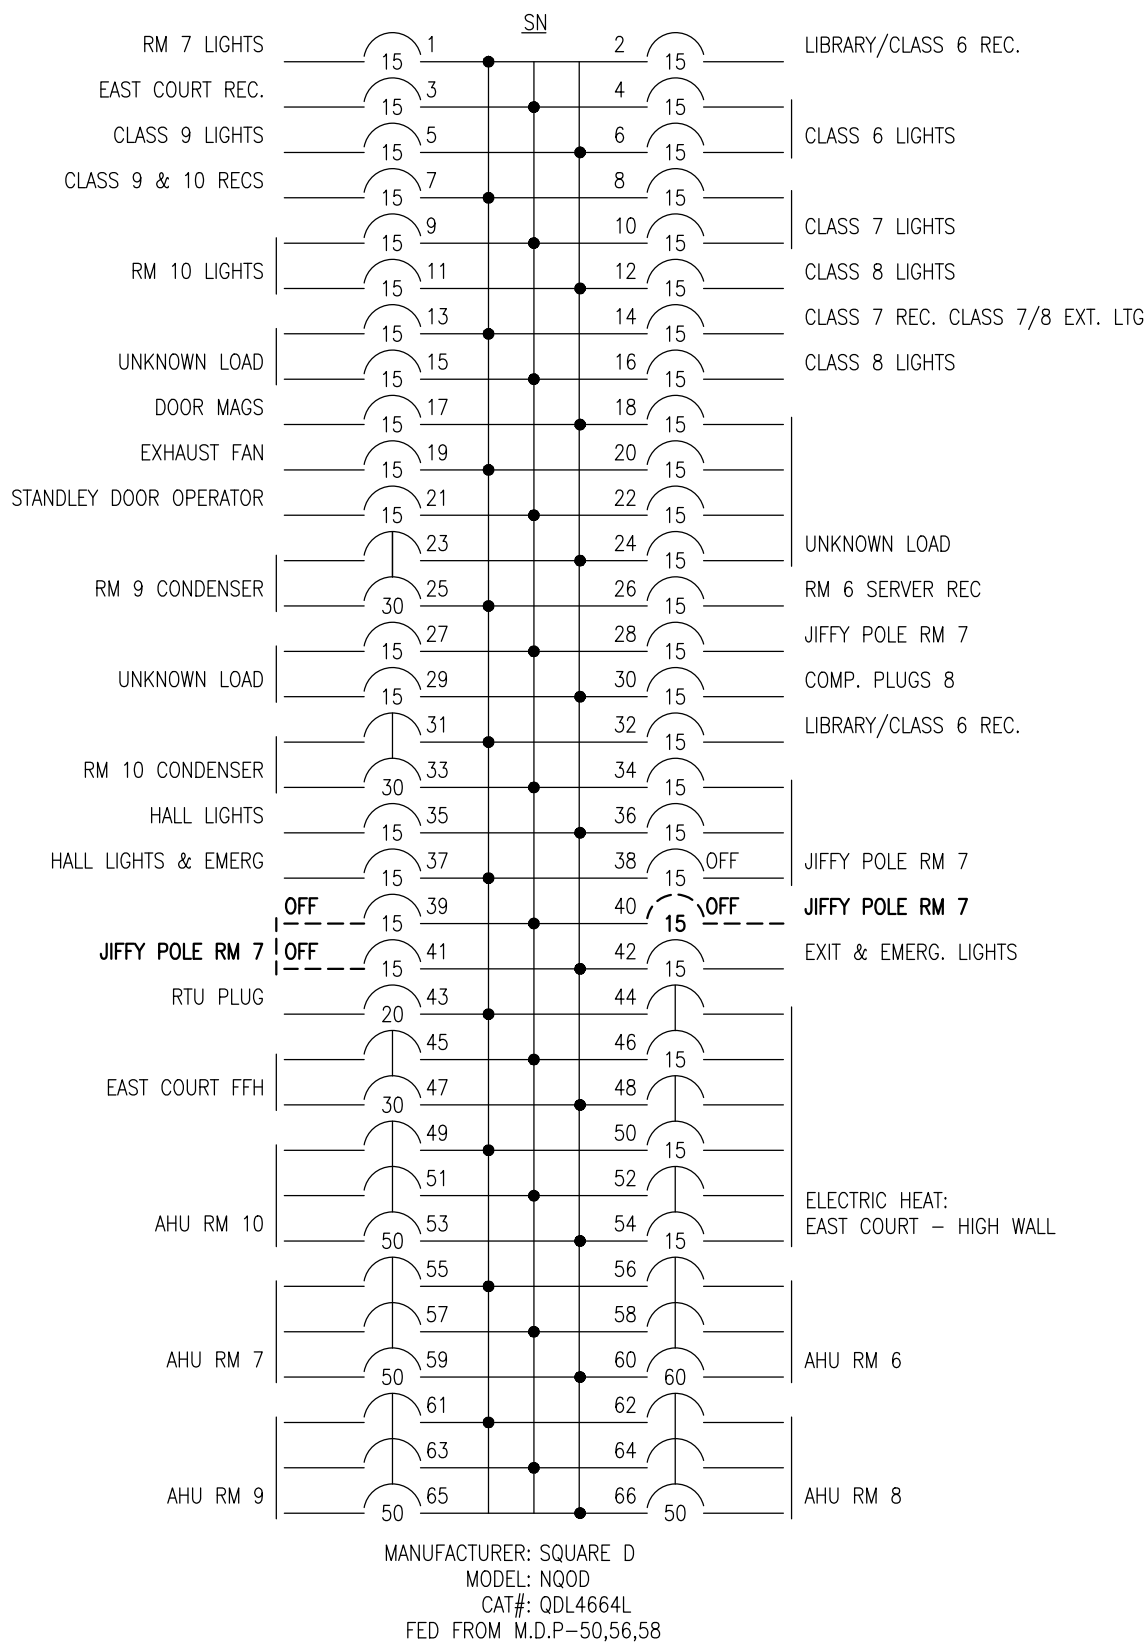 SN
RM 7 LIGHTS 15 1 2 15 LIBRARY/CLASS 6 REC.
EAST COURT REC. 15 3 4 15
CLASS 9 LIGHTS 15 5 6 15 CLASS 6 LIGHTS
CLASS 9 & 10 RECS 15 7 8 15
15 9 10 15 CLASS 7 LIGHTS
RM 10 LIGHTS 15 11 12 15 CLASS 8 LIGHTS
15 13 14 15 CLASS 7 REC. CLASS 7/8 EXT. LTG
UNKNOWN LOAD 15 15 16 15 CLASS 8 LIGHTS
DOOR MAGS 15 17 18 15
EXHAUST FAN 15 19 20 15
STANDLEY DOOR OPERATOR 15 21 22 15
23 24 15 UNKNOWN LOAD
RM 9 CONDENSER 30 25 26 15 RM 6 SERVER REC
15 27 28 15 JIFFY POLE RM 7
UNKNOWN LOAD 15 29 30 15 COMP. PLUGS 8
31 32 15 LIBRARY/CLASS 6 REC.
RM 10 CONDENSER 30 33 34 15
HALL LIGHTS 15 35 36 15
HALL LIGHTS & EMERG 15 37 38 15 OFF JIFFY POLE RM 7
OFF 15 39 40 15 OFF JIFFY POLE RM 7
JIFFY POLE RM 7 OFF 15 41 42 15 EXIT & EMERG. LIGHTS
RTU PLUG 20 43 44
45 46 15
EAST COURT FFH 30 47 48
49 50 15
51 52 ELECTRIC HEAT:
AHU RM 10 50 53 54 15 EAST COURT – HIGH WALL
55 56
57 58
AHU RM 7 50 59 60 60 AHU RM 6
61 62
63 64
AHU RM 9 50 65 66 50 AHU RM 8
MANUFACTURER: SQUARE D
MODEL: NQOD
CAT#: QDL4664L
FED FROM M.D.P–50,56,58